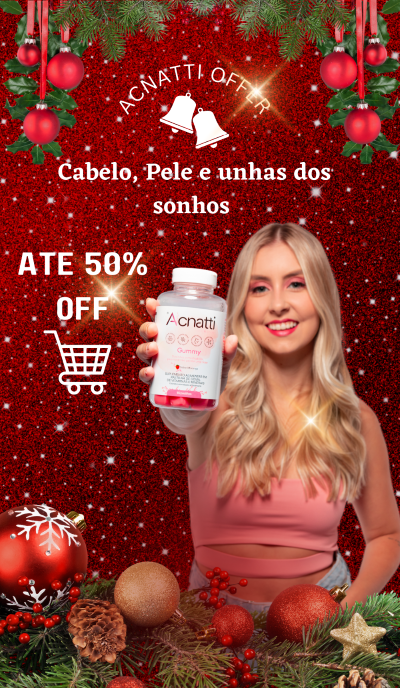 ACNATTI OFFER
Cabelo, Pele e unhas dos
sonhos
ATE 50%
OFF
Acnatti
Gummy